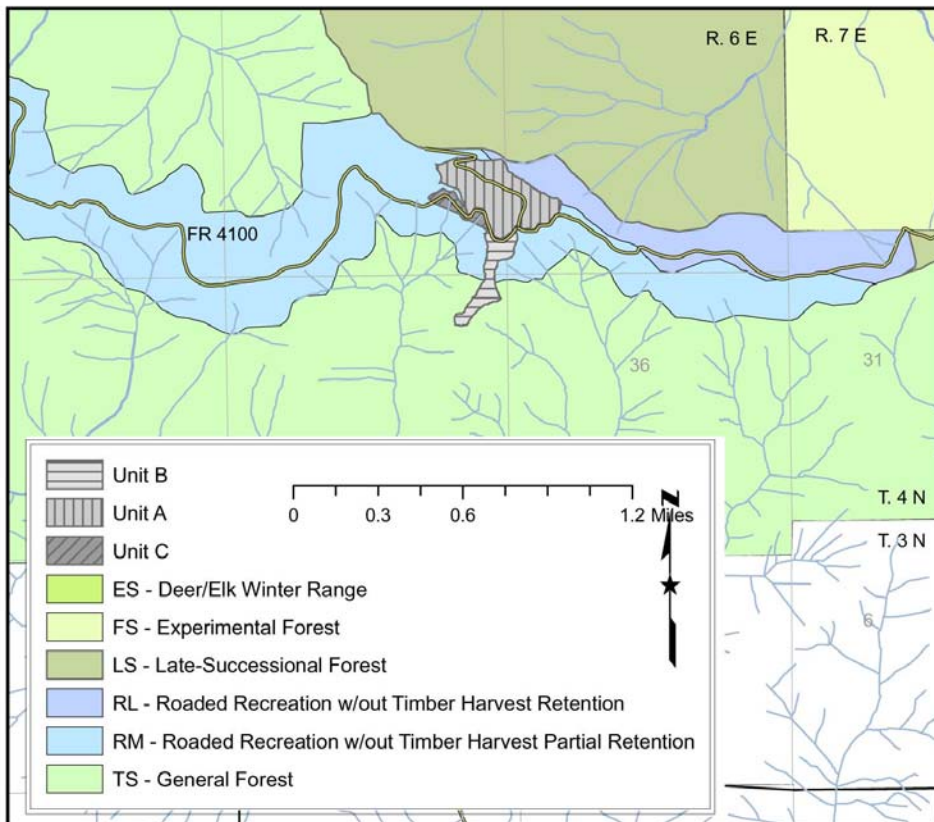 R. 6 E
R. 7 E
FR 4100
36
31
T. 4 N
T. 3 N
6
Unit B
Unit A
Unit C
ES - Deer/Elk Winter Range
FS - Experimental Forest
LS - Late-Successional Forest
RL - Roaded Recreation w/out Timber Harvest Retention
RM - Roaded Recreation w/out Timber Harvest Partial Retention
TS - General Forest
0 0.3 0.6 1.2 Miles
N